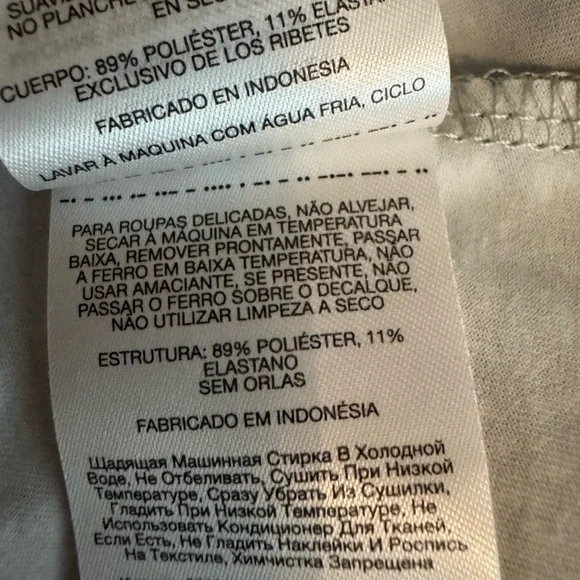 NO PLANCHE
EN
CUERPO: 89% POLIÉSTER, 11%
EXCLUSIVO DE LOS RIBETES
FABRICADO EN INDONESIA
LAVAR À MAQUINA COM ÁGUA FRIA, CICLO
PARA ROUPAS DELICADAS, NÃO ALVEJAR,
SECAR À MÁQUINA EM TEMPERATURA
BAIXA, REMOVER PRONTAMENTE, PASSAR
A FERRO EM BAIXA TEMPERATURA, NÃO
USAR AMACIANTE, SE PRESENTE, NÃO
PASSAR O FERRO SOBRE O DECALQUE,
NÃO UTILIZAR LIMPEZA A SECO
ESTRUTURA: 89% POLIÉSTER, 11%
ELASTANO
SEM ORLAS
FABRICADO EM INDONÉSIA
Щадящая Машинная Стирка В Холодной
Воде, Не Отбеливать, Сушить При Низкой
Температуре, Сразу Убрать Из Сушилки,
Гладить При Низкой Температуре, Не
Использовать Кондиционер Для Тканей,
Если Есть, Не Гладить Наклейки И Роспись
На Текстиле, Химчистка Запрещена